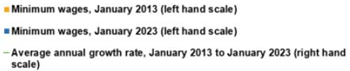 Minimum wages, January 2013 (left hand scale)
Minimum wages, January 2023 (left hand scale)
Average annual growth rate, January 2013 to January 2023 (right hand
scale)